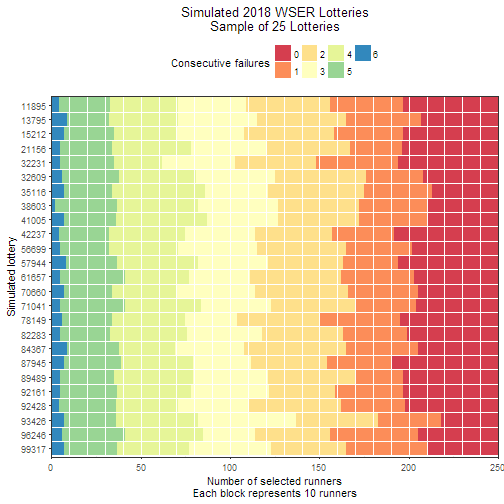 Simulated 2018 WSER Lotteries
Sample of 25 Lotteries
Consecutive failures
0 2 4 6
1 3 5
Simulated lottery
11895
13795
15212
21156
32231
32609
35116
38603
41005
42237
56699
57944
61657
70660
71041
78149
82283
84367
87945
89489
92161
92428
93426
96246
99317
0 50 100 150 200 250
Number of selected runners
Each block represents 10 runners